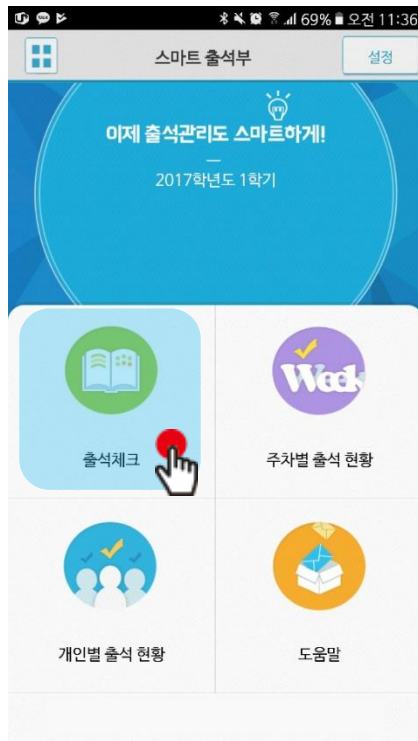 69% 오전 11:36
스마트 출석부
설정
이제 출석관리도 스마트하게!
2017학년도 1학기
출석체크
Week
주차별 출석 현황
개인별 출석 현황
도움말